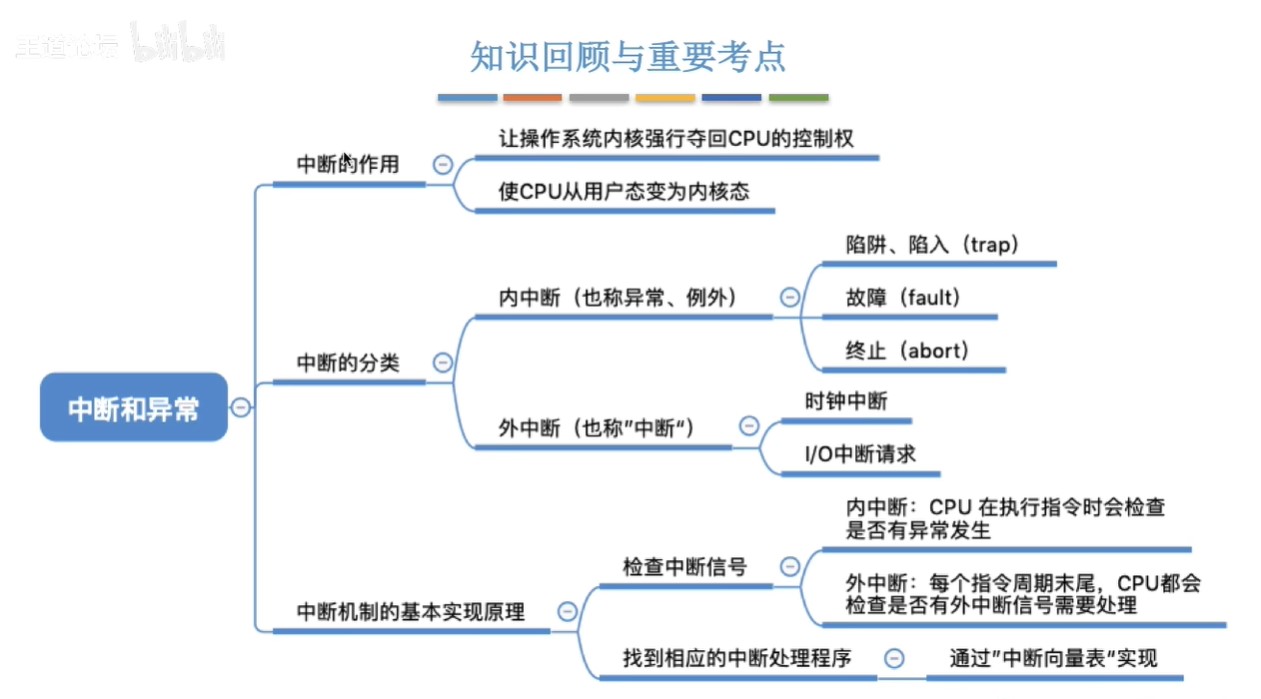 王道论坛 bilibili
知识回顾与重要考点
中断和异常
中断的作用
让操作系统内核强行夺回CPU的控制权
使CPU从用户态变为内核态
中断的分类
内中断（也称异常、例外）
陷阱、陷入（trap）
故障（fault）
终止（abort）
外中断（也称”中断“）
时钟中断
I/O中断请求
中断机制的基本实现原理
检查中断信号
内中断：CPU 在执行指令时会检查
是否有异常发生
外中断：每个指令周期末尾，CPU都会
检查是否有外中断信号需要处理
找到相应的中断处理程序
通过”中断向量表“实现